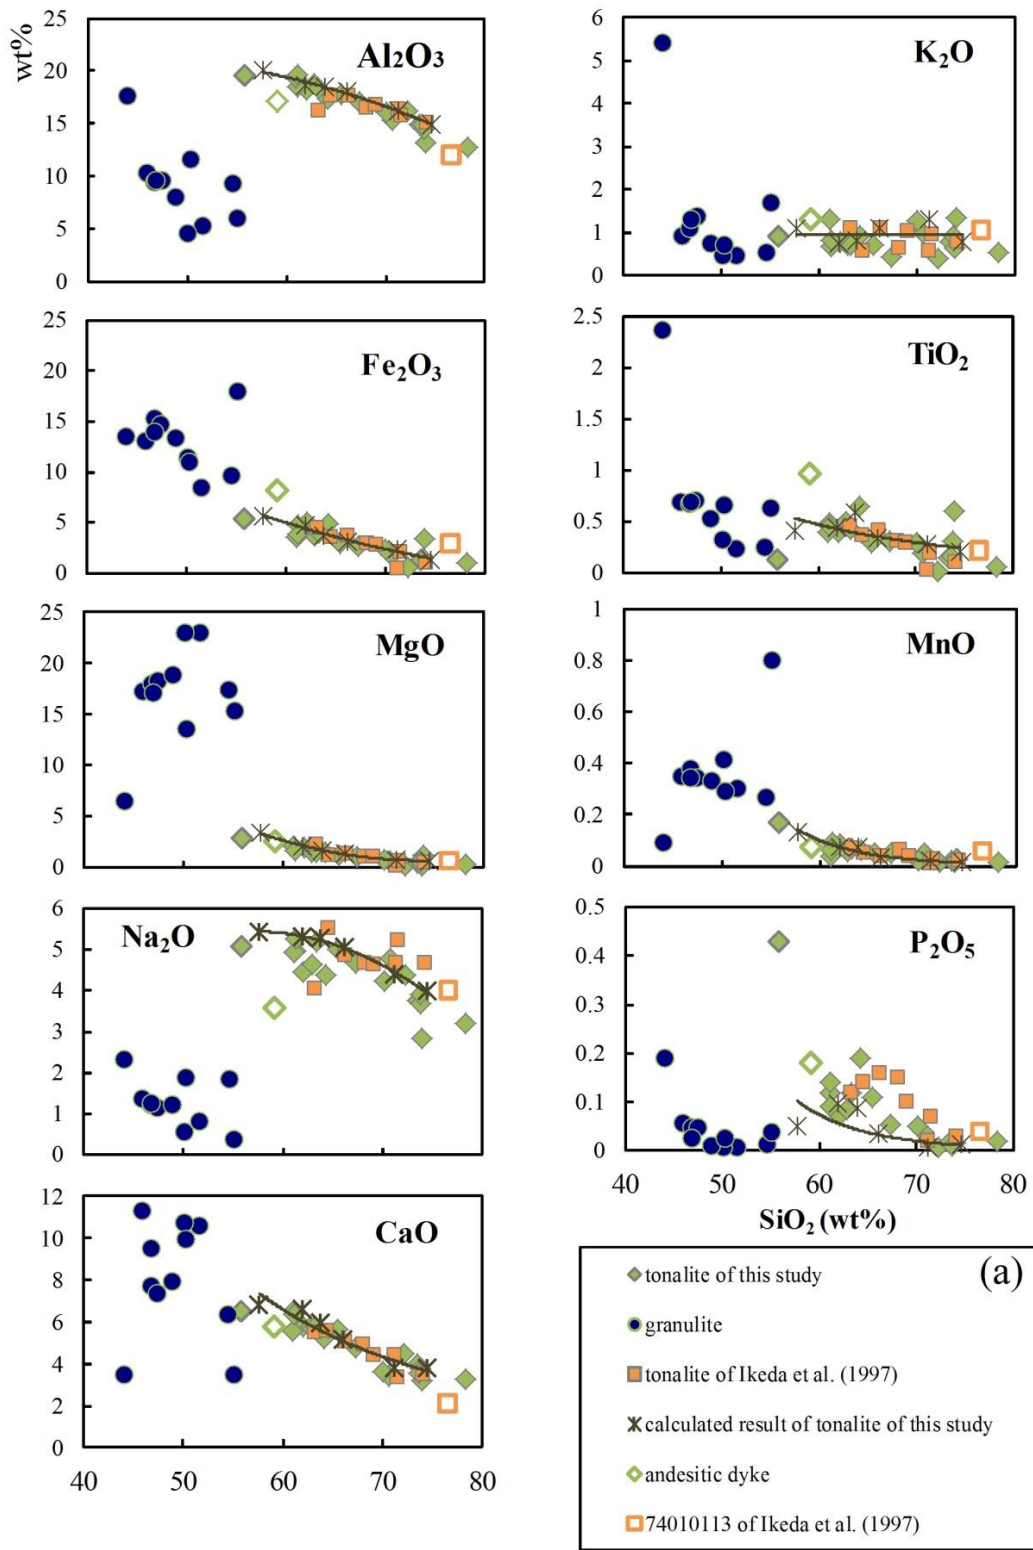 wt%
25
20
15
10
5
0
Al2O3
25
20
15
10
5
0
Fe2O3
25
20
15
10
5
0
MgO
6
5
4
3
2
1
0
Na2O
12
10
8
6
4
2
0
CaO
40 50 60 70 80
6
5
4
3
2
1
0
K2O
2.5
2
1.5
1
0.5
0
TiO2
1
0.8
0.6
0.4
0.2
0
MnO
0.5
0.4
0.3
0.2
0.1
0
P2O5
40 50 60 70 80
SiO2 (wt%)
(a)
tonalite of this study
granulite
tonalite of Ikeda et al. (1997)
calculated result of tonalite of this study
andesitic dyke
74010113 of Ikeda et al. (1997)